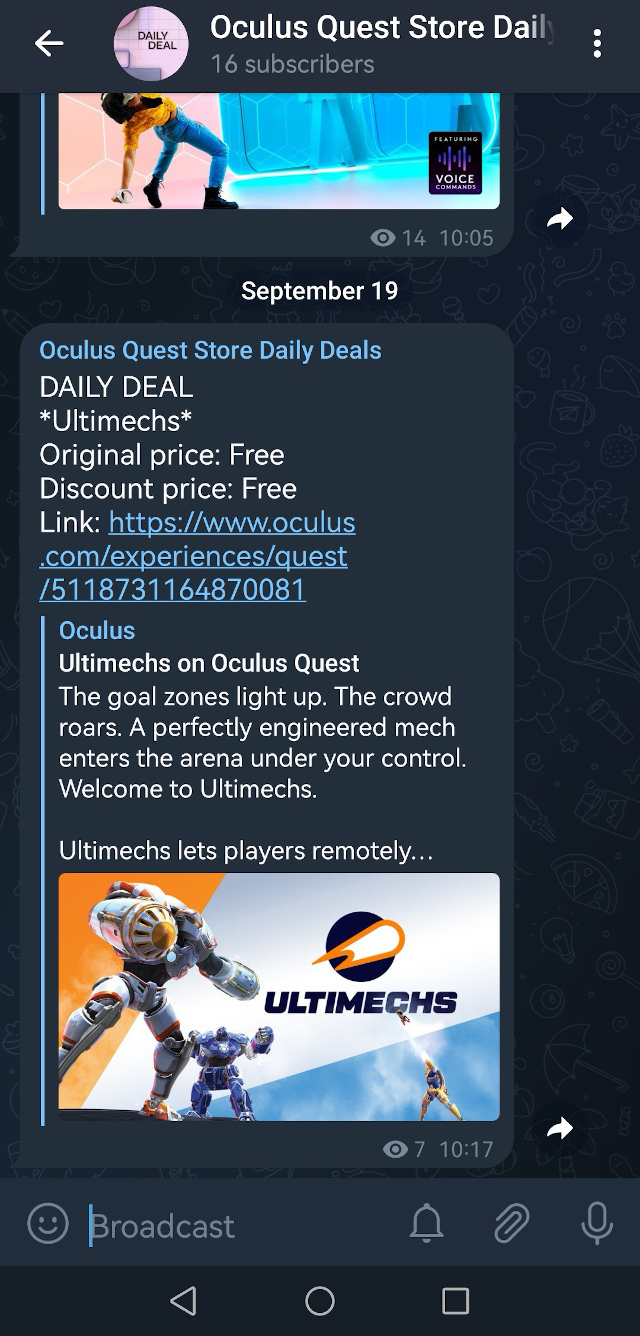 DAILY
DEAL
Oculus Quest Store Daily
16 subscribers
FEATURING
VOICE
COMMANDS
14 10:05
September 19
Oculus Quest Store Daily Deals
DAILY DEAL
*Ultimechs*
Original price: Free
Discount price: Free
Link: https://www.oculus
.com/experiences/quest
/5118731164870081
Oculus
Ultimechs on Oculus Quest
The goal zones light up. The crowd
roars. A perfectly engineered mech
enters the arena under your control.
Welcome to Ultimechs.
Ultimechs lets players remotely...
ULTIMECHS
7 10:17
Broadcast